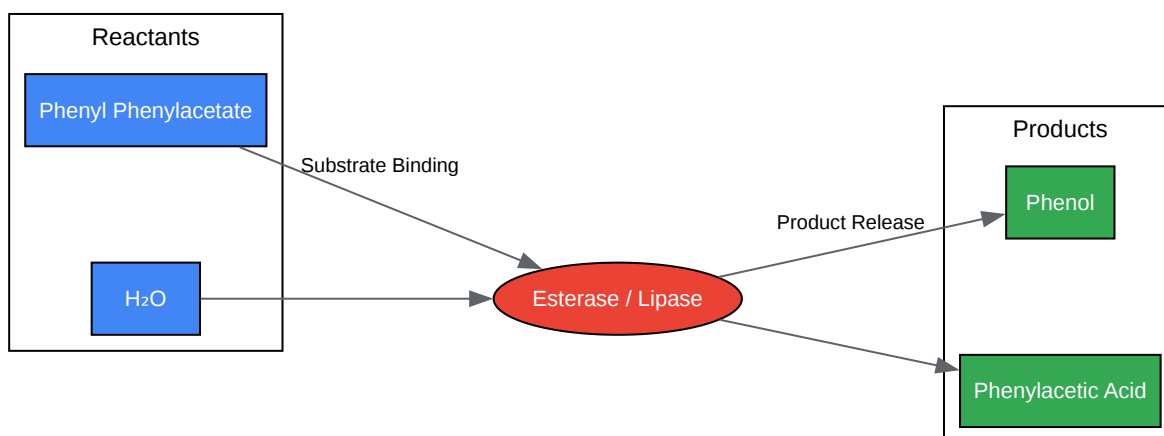 Reactants
Phenyl Phenylacetate
Substrate Binding
H₂O
Esterase / Lipase
Product Release
Products
Phenol
Phenylacetic Acid